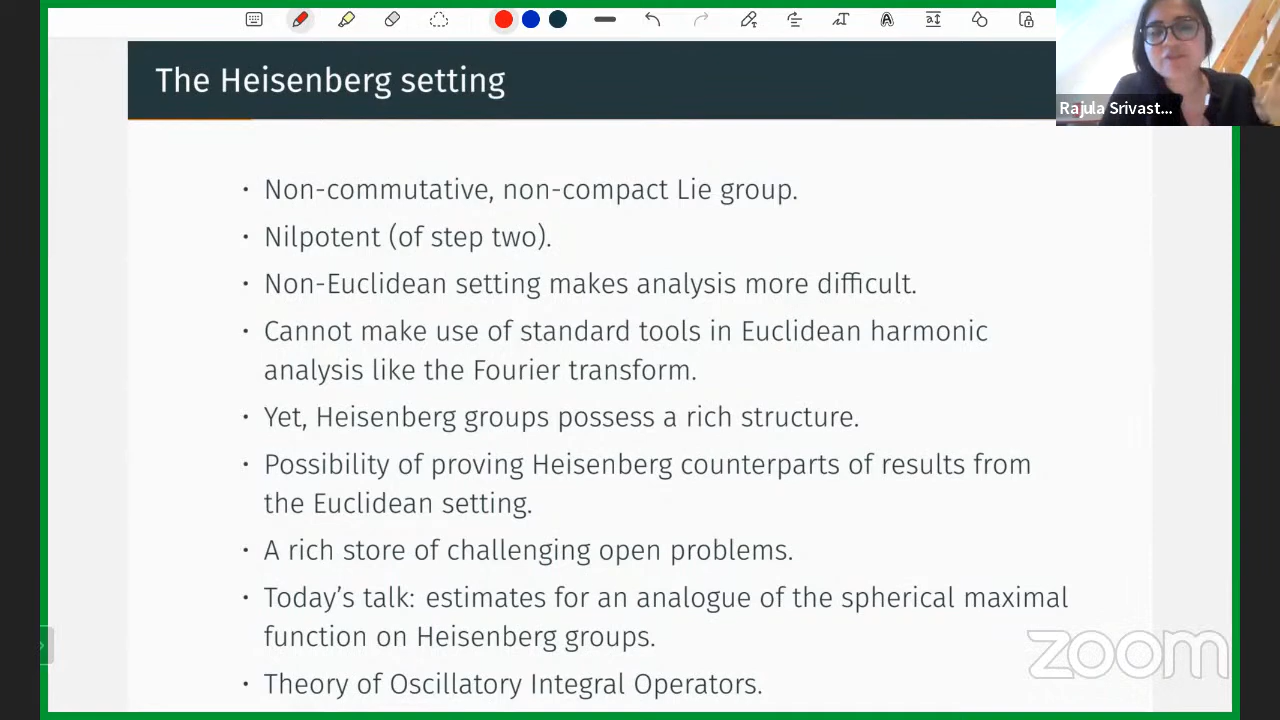 The Heisenberg setting
Rajula Srivast...
• Non-commutative, non-compact Lie group.
• Nilpotent (of step two).
• Non-Euclidean setting makes analysis more difficult.
• Cannot make use of standard tools in Euclidean harmonic
analysis like the Fourier transform.
• Yet, Heisenberg groups possess a rich structure.
• Possibility of proving Heisenberg counterparts of results from
the Euclidean setting.
• A rich store of challenging open problems.
• Today’s talk: estimates for an analogue of the spherical maximal
function on Heisenberg groups.
• Theory of Oscillatory Integral Operators.
zoom